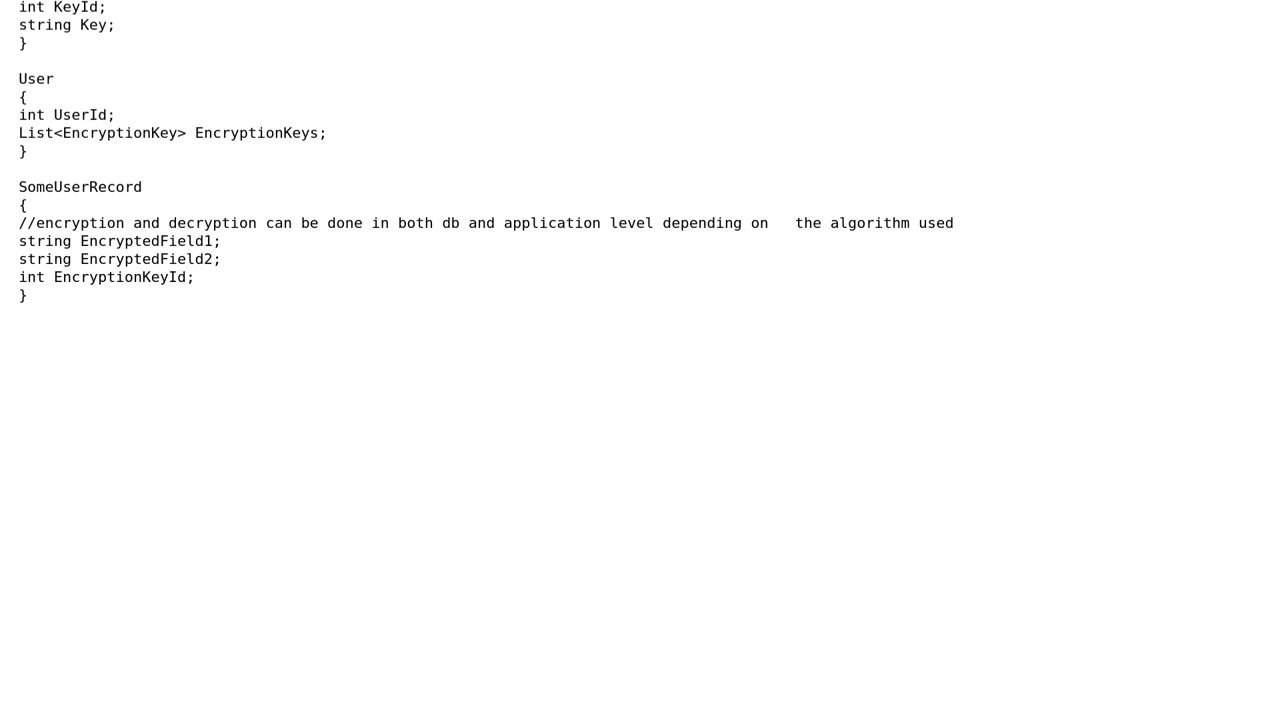 int KeyId;
string Key;
}

User
{
int UserId;
List<EncryptionKey> EncryptionKeys;
}

SomeUserRecord
{
//encryption and decryption can be done in both db and application level depending on   the algorithm used
string EncryptedField1;
string EncryptedField2;
int EncryptionKeyId;
}